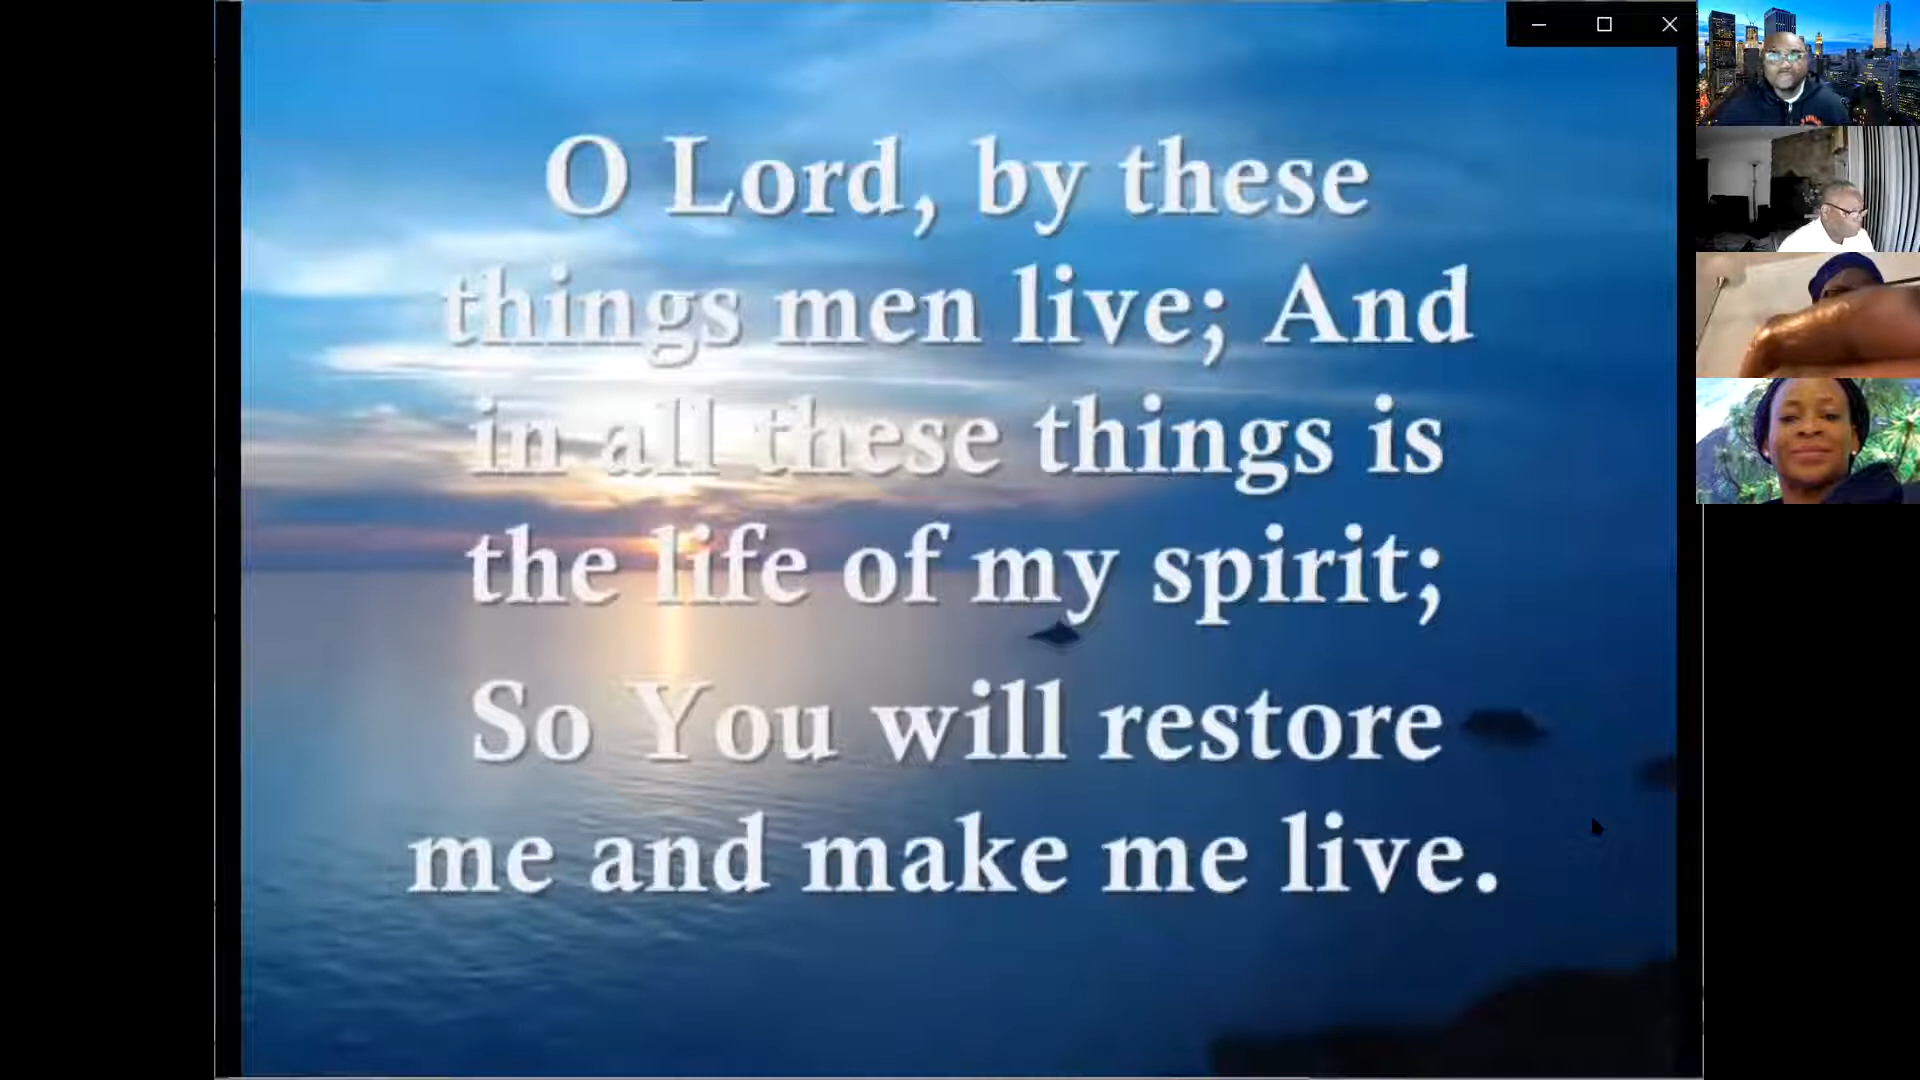 O Lord, by these
things men live; And
in all these things is
the life of my spirit;
So You will restore
me and make me live.